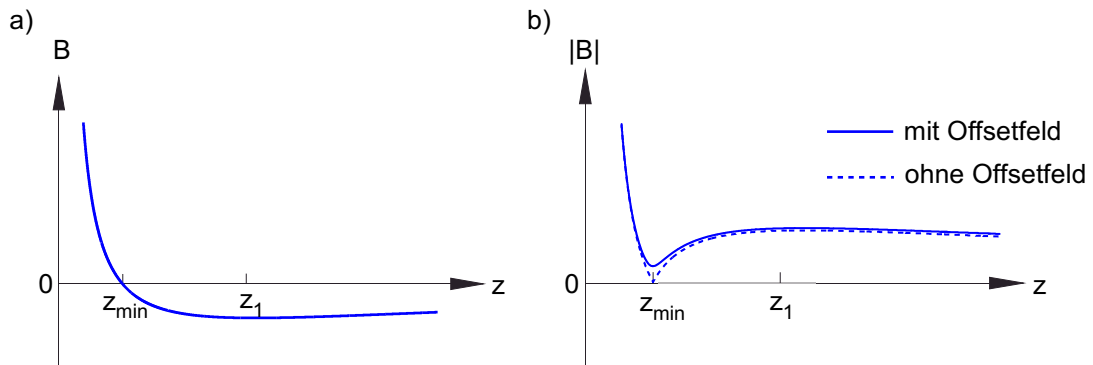 a)
B
0
z_min
z_1
z
b)
|B|
mit Offsetfeld
ohne Offsetfeld
0
z_min
z_1
z